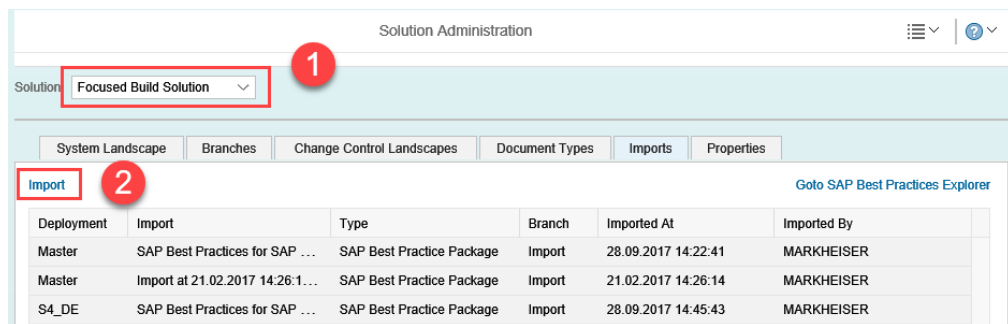 Solution Administration
1
Solution Focused Build Solution
System Landscape Branches Change Control Landscapes Document Types Imports Properties
Import 2 Goto SAP Best Practices Explorer
Deployment Import Type Branch Imported At Imported By
Master SAP Best Practices for SAP ... SAP Best Practice Package Import 28.09.2017 14:22:41 MARKHEISER
Master Import at 21.02.2017 14:26:1... SAP Best Practice Package Import 21.02.2017 14:26:14 MARKHEISER
S4_DE SAP Best Practices for SAP ... SAP Best Practice Package Import 28.09.2017 14:45:43 MARKHEISER